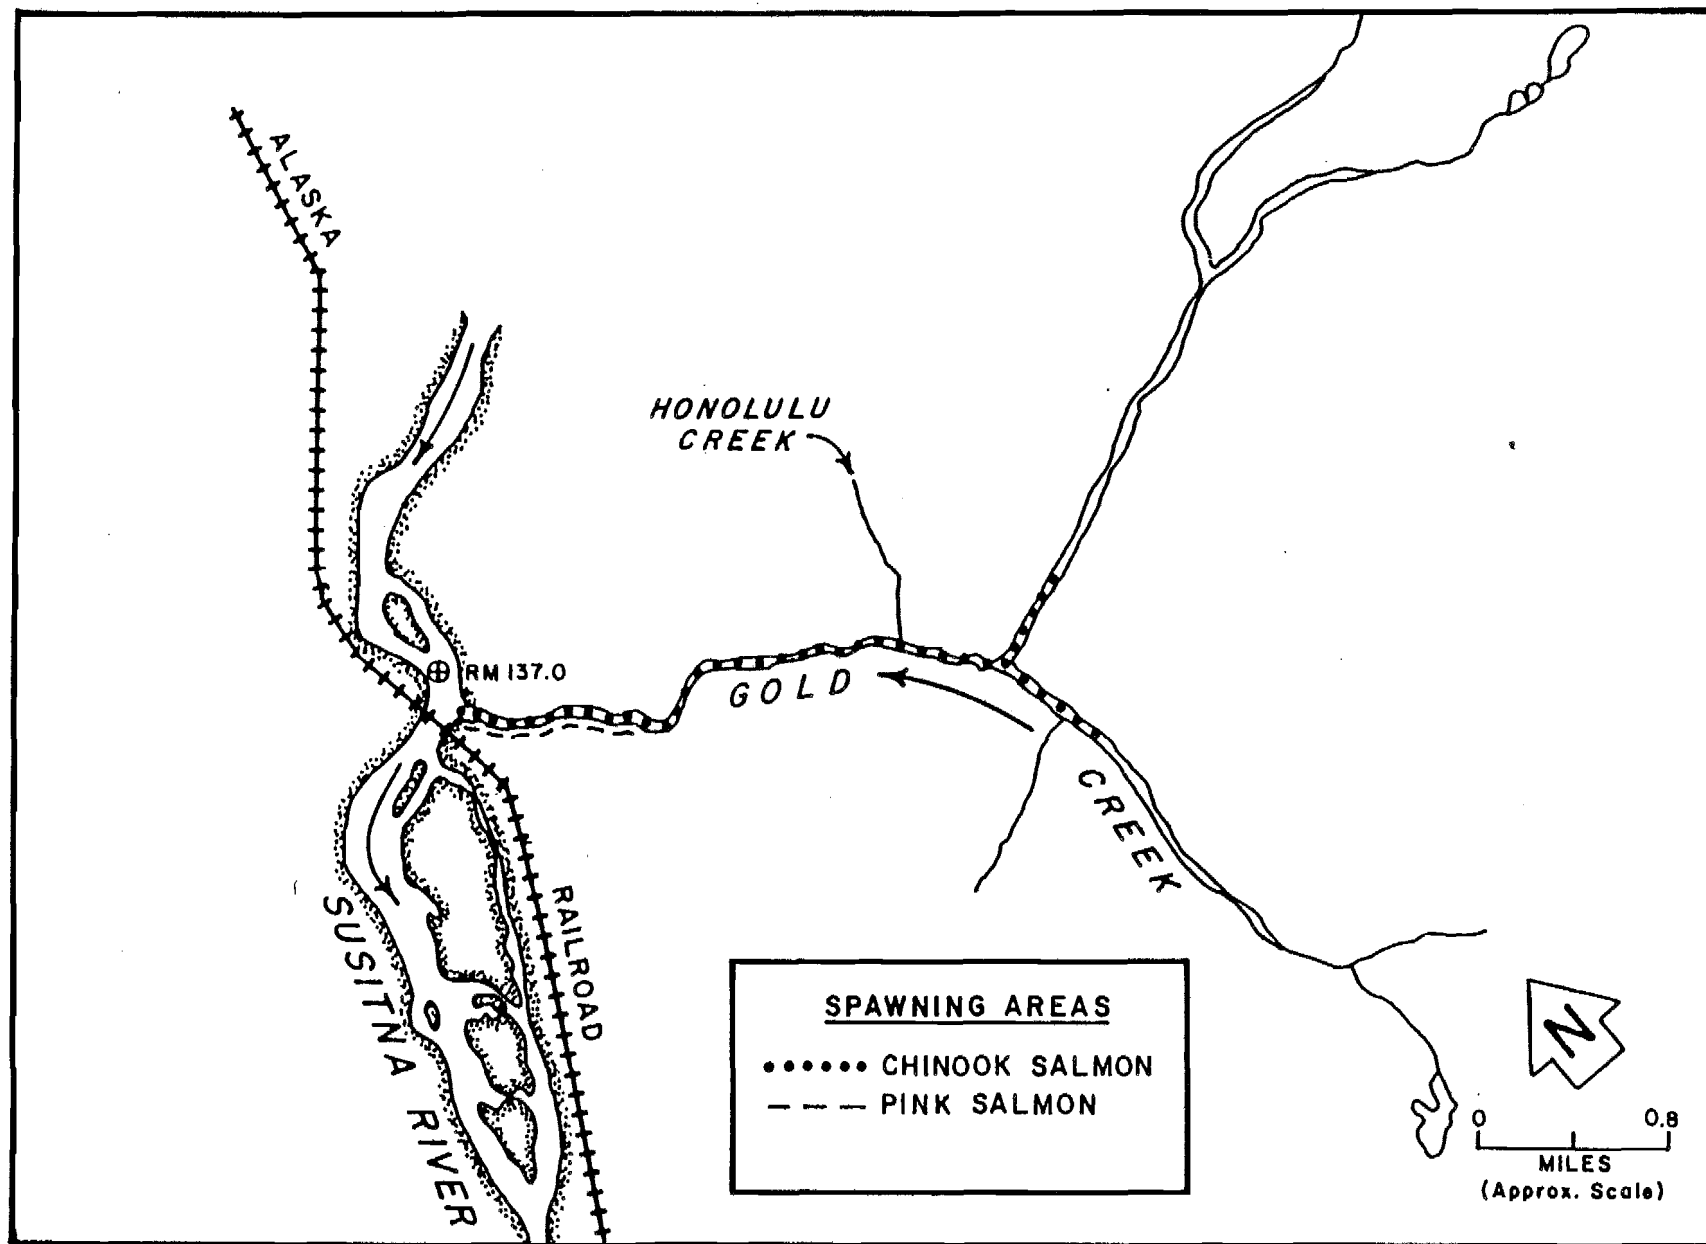 ALASKA
HONOLULU
CREEK
RM 137.0
GOLD
CREEK
RAILROAD
SUSITNA RIVER
SPAWNING AREAS
•••••• CHINOOK SALMON
– – – – PINK SALMON
N
0 0.8
MILES
(Approx. Scale)